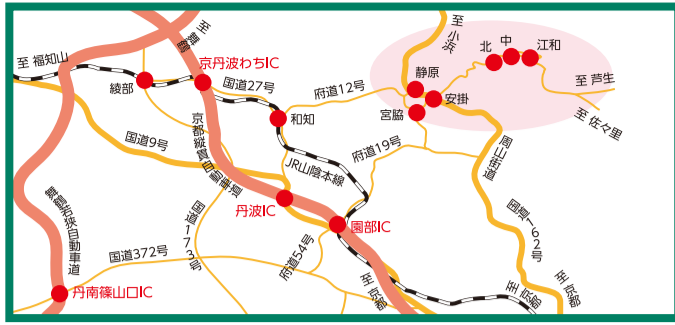 至 福知山
綾部
至 舞鶴
京丹波わちIC
国道27号
和知
府道12号
至 小浜
静原
安掛
宮脇
北
中
江和
至 芦生
至 佐々里
国道9号
京都縦貫自動車道
JR山陰本線
府道19号
周山街道
国道162号
丹波IC
園部IC
舞鶴若狭自動車道
国道372号
国道173号
府道54号
丹南篠山口IC
至 京都
至 京都
至 京都